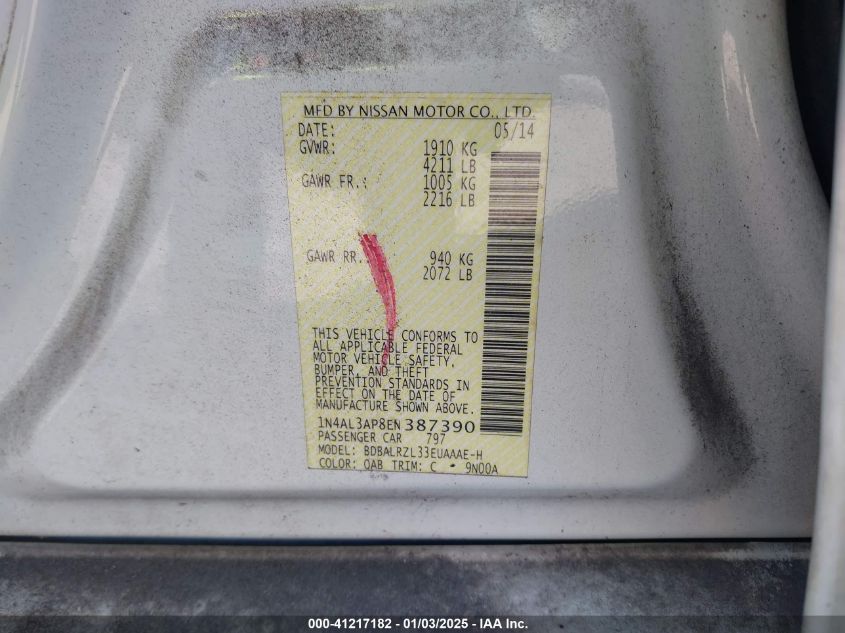 MFD BY NISSAN MOTOR CO., LTD.
DATE: 05/14
GVWR: 1910 KG
4211 LB
GAWR FR.: 1005 KG
2216 LB
GAWR RR.: 940 KG
2072 LB
THIS VEHICLE CONFORMS TO
ALL APPLICABLE FEDERAL
MOTOR VEHICLE SAFETY,
BUMPER, AND THEFT
PREVENTION STANDARDS IN
EFFECT ON THE DATE OF
MANUFACTURE SHOWN ABOVE.
1N4AL3AP8EN387390
PASSENGER CAR 797
MODEL: BDBALRZL33EUAAAE-H
COLOR: QAB TRIM: C * 9N00A
000-41217182 - 01/03/2025 - IAA Inc.